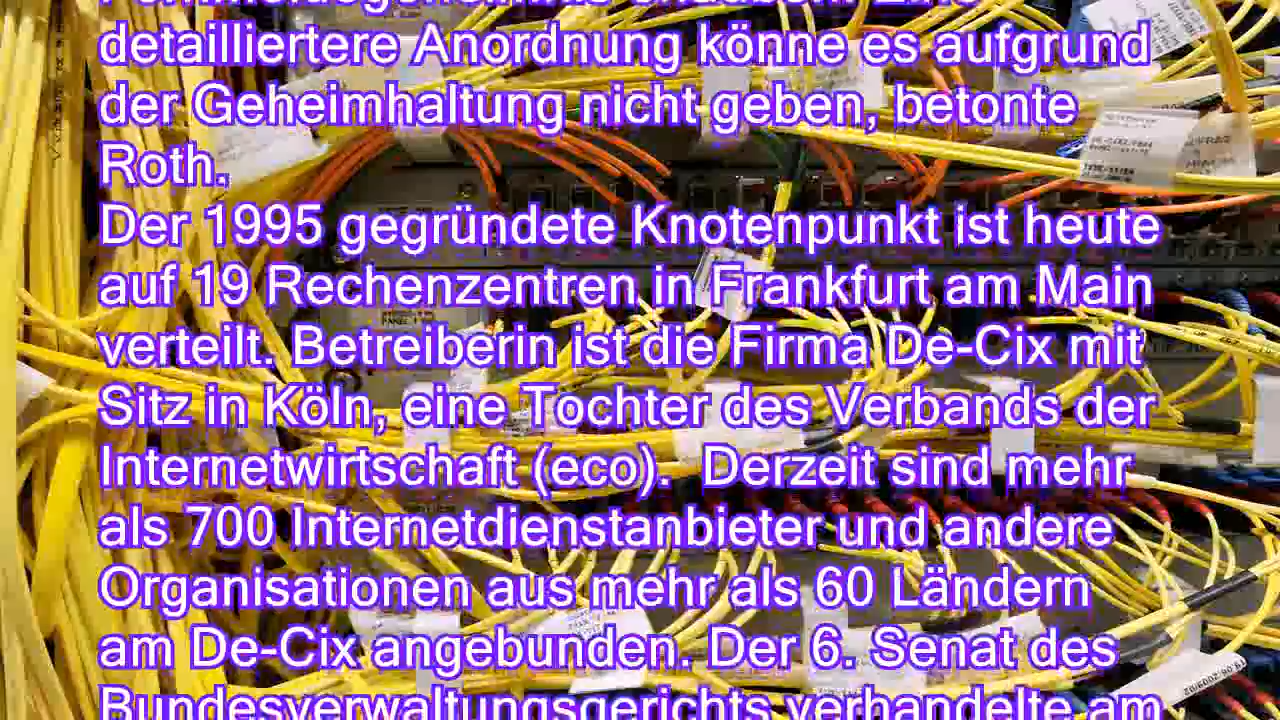 detailliertere Anordnung könne es aufgrund
der Geheimhaltung nicht geben, betonte
Roth.
Der 1995 gegründete Knotenpunkt ist heute
auf 19 Rechenzentren in Frankfurt am Main
verteilt. Betreiberin ist die Firma De-Cix mit
Sitz in Köln, eine Tochter des Verbands der
Internetwirtschaft (eco).  Derzeit sind mehr
als 700 Internetdienstanbieter und andere
Organisationen aus mehr als 60 Ländern
am De-Cix angebunden. Der 6. Senat des
Bundesverwaltungsgerichts verhandelte am